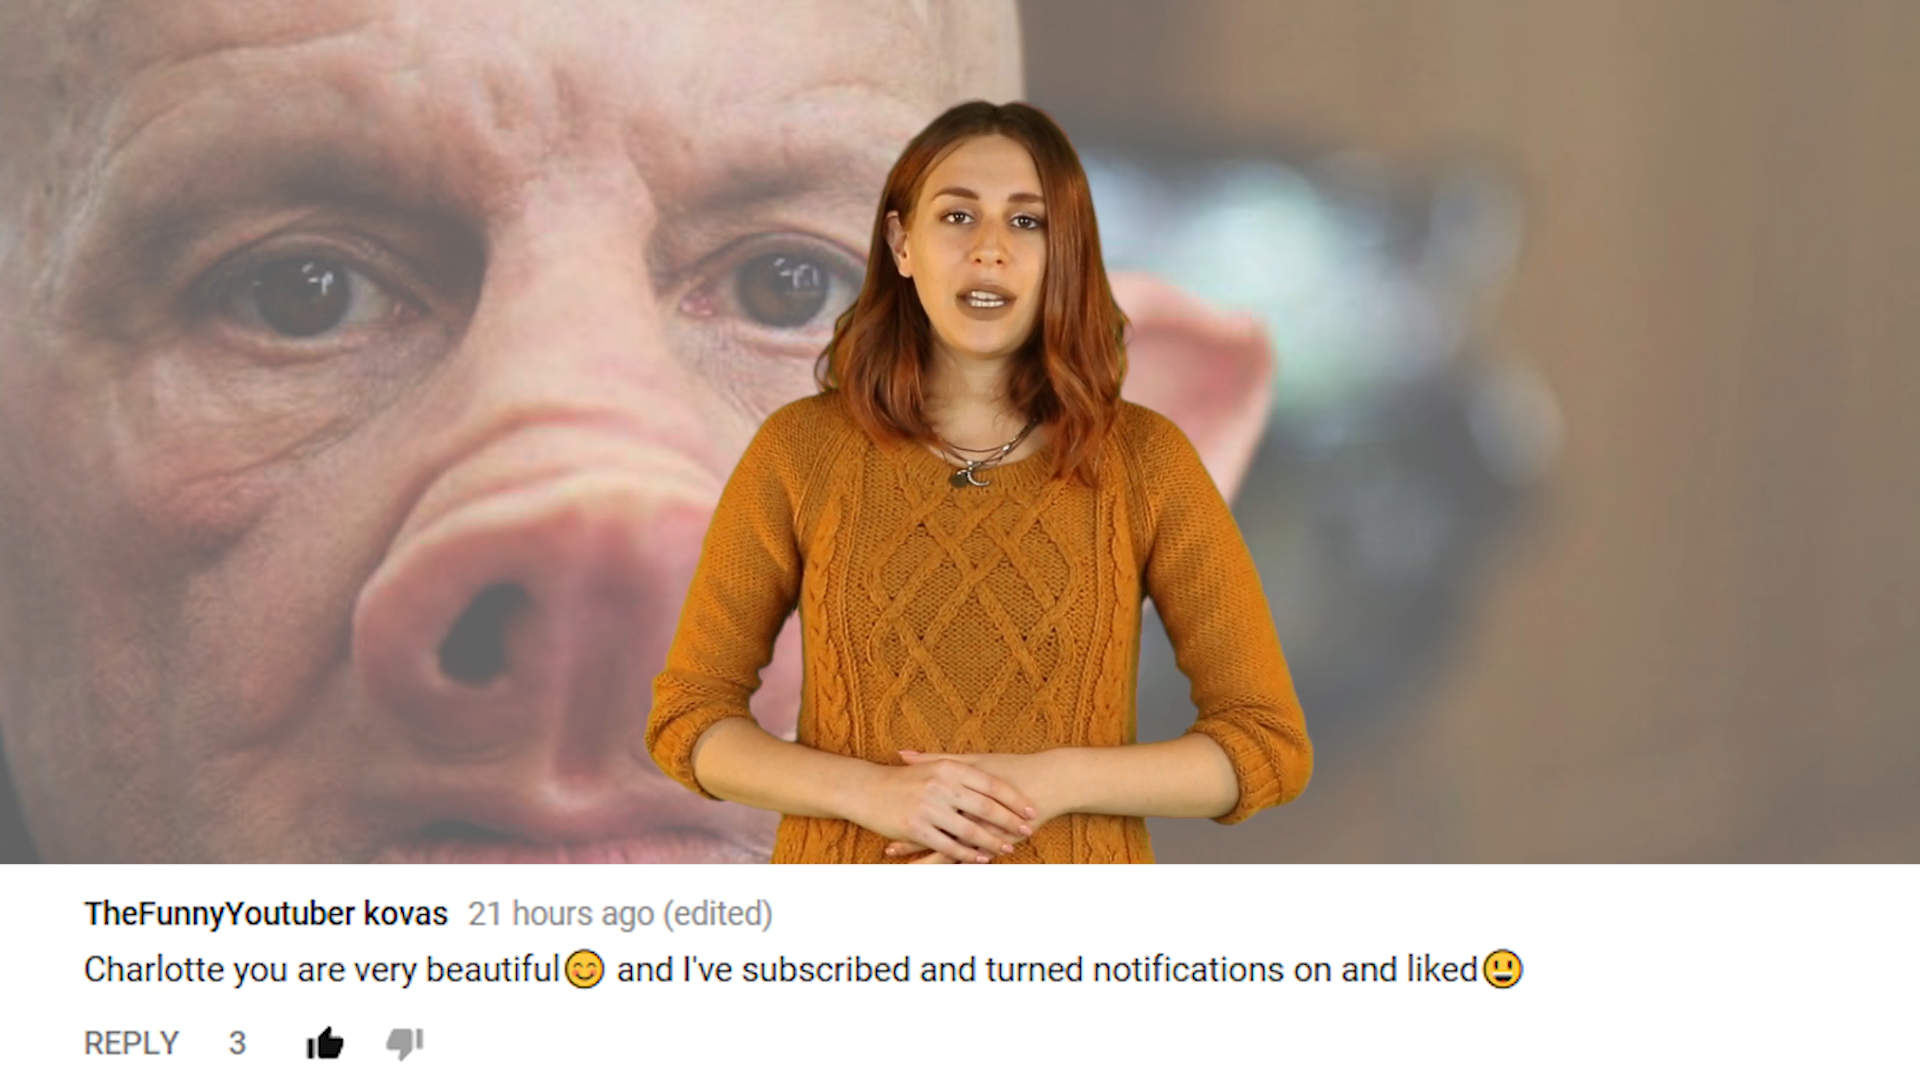 TheFunnyYoutuber kovas 21 hours ago (edited)
Charlotte you are very beautiful😊 and I've subscribed and turned notifications on and liked😃
REPLY 3